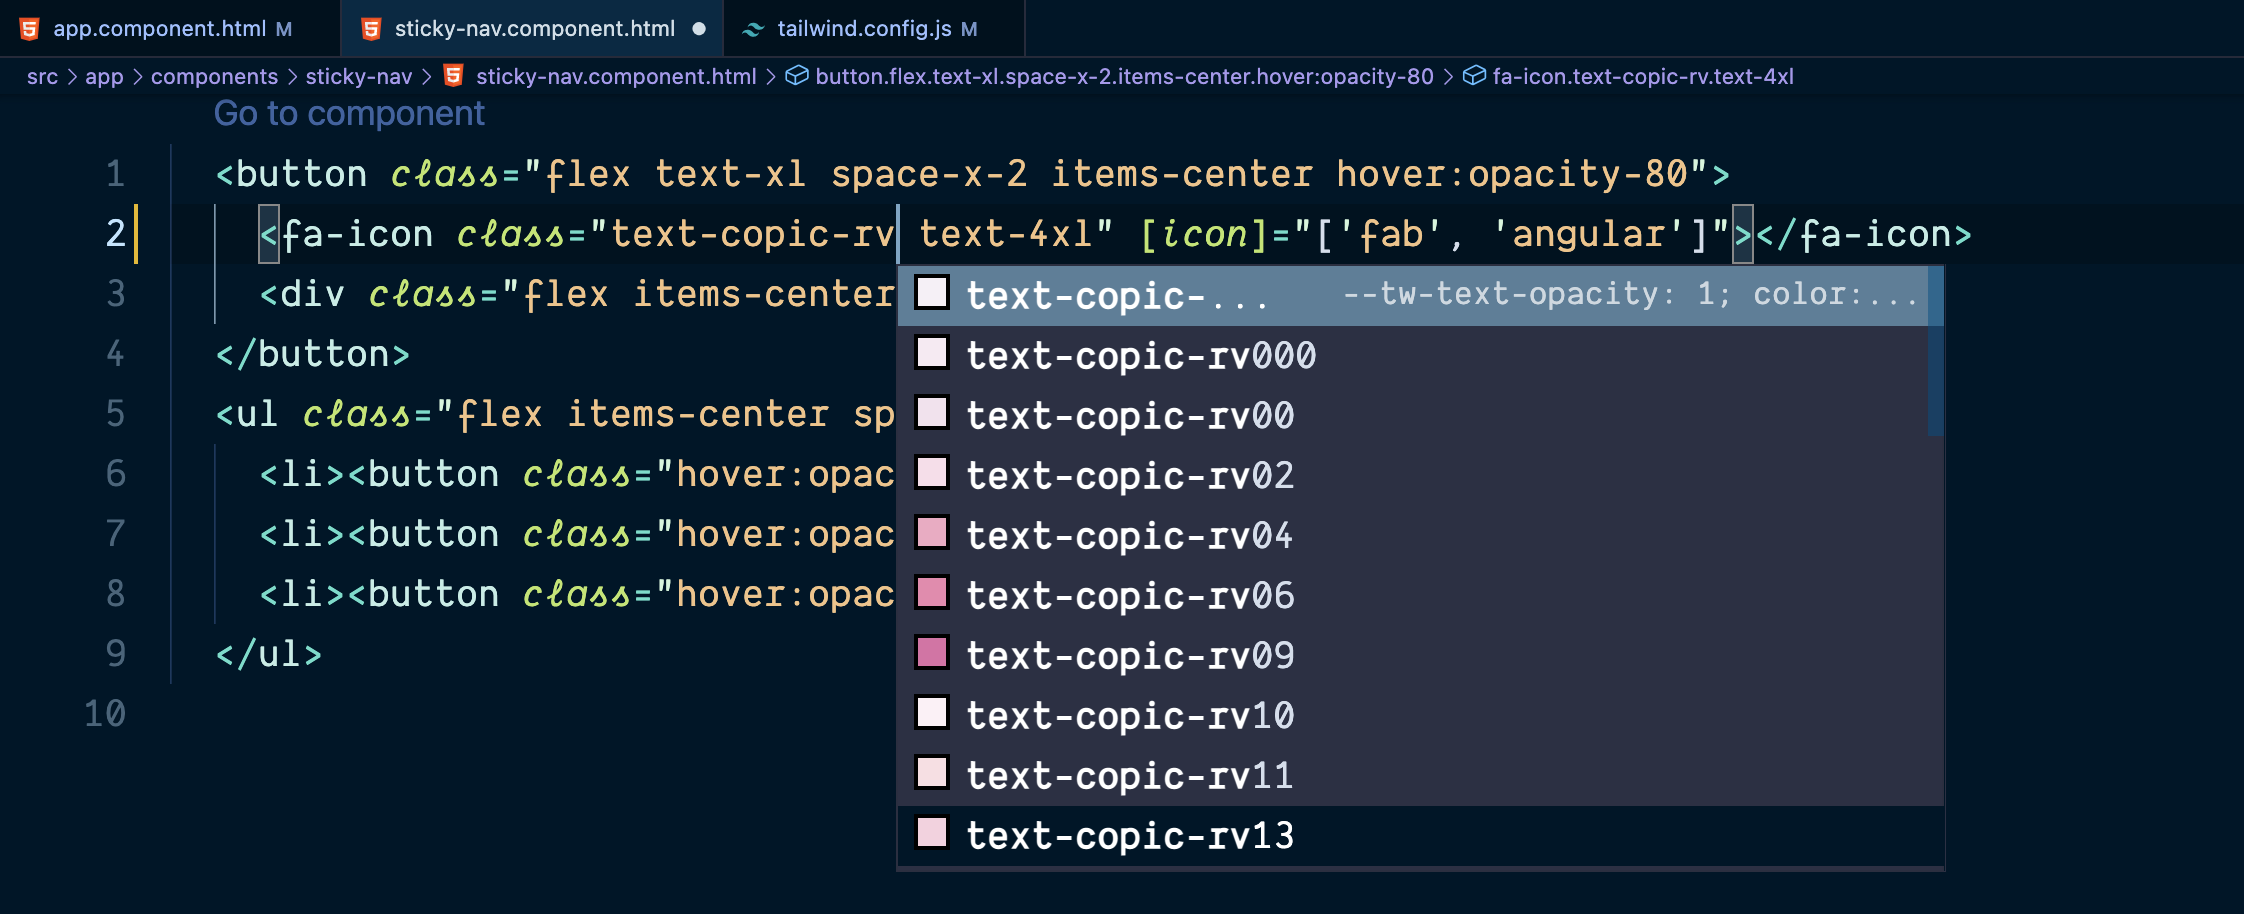 app.component.html M sticky-nav.component.html tailwind.config.js M
src > app > components > sticky-nav > sticky-nav.component.html > button.flex.text-xl.space-x-2.items-center.hover:opacity-80 > fa-icon.text-copic-rv.text-4xl
Go to component
1 <button class="flex text-xl space-x-2 items-center hover:opacity-80">
2 <fa-icon class="text-copic-rv text-4xl" [icon]="['fab', 'angular']"></fa-icon>
3 <div class="flex items-center
4 </button>
5 <ul class="flex items-center sp
6 <li><button class="hover:opac
7 <li><button class="hover:opac
8 <li><button class="hover:opac
9 </ul>
10
text-copic-... --tw-text-opacity: 1; color:...
text-copic-rv000
text-copic-rv00
text-copic-rv02
text-copic-rv04
text-copic-rv06
text-copic-rv09
text-copic-rv10
text-copic-rv11
text-copic-rv13